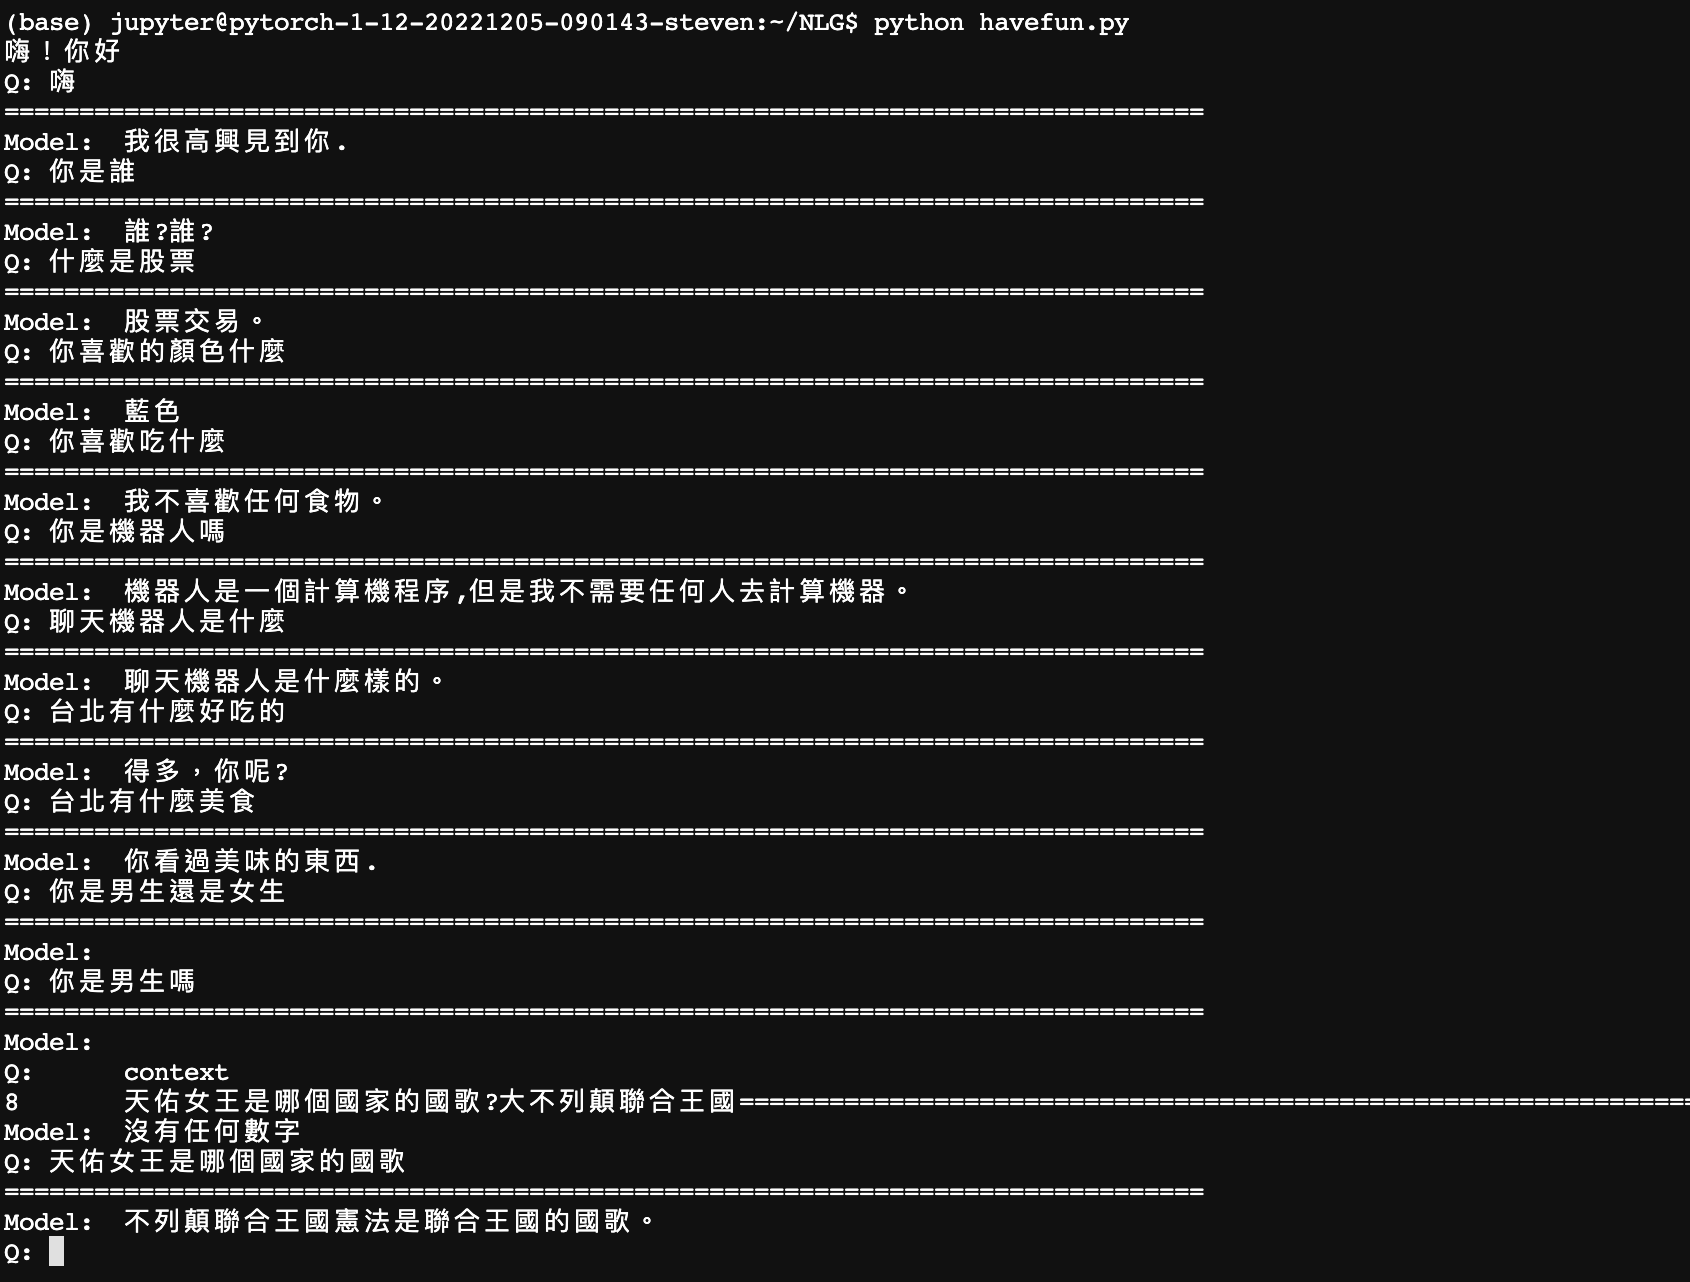 (base) jupyter@pytorch-1-12-20221205-090143-steven:~/NLG$ python havefun.py
嗨！你好
Q: 嗨
================================================================================
Model:  我很高興見到你.
Q: 你是誰
================================================================================
Model:  誰?誰?
Q: 什麼是股票
================================================================================
Model:  股票交易。
Q: 你喜歡的顏色什麼
================================================================================
Model:  藍色
Q: 你喜歡吃什麼
================================================================================
Model:  我不喜歡任何食物。
Q: 你是機器人嗎
================================================================================
Model:  機器人是一個計算機程序,但是我不需要任何人去計算機器。
Q: 聊天機器人是什麼
================================================================================
Model:  聊天機器人是什麼樣的。
Q: 台北有什麼好吃的
================================================================================
Model:  得多，你呢?
Q: 台北有什麼美食
================================================================================
Model:  你看過美味的東西.
Q: 你是男生還是女生
================================================================================
Model:
Q: 你是男生嗎
================================================================================
Model:
Q:      context
8       天佑女王是哪個國家的國歌?大不列顛聯合王國================================================================
Model:  沒有任何數字
Q: 天佑女王是哪個國家的國歌
================================================================================
Model:  不列顛聯合王國憲法是聯合王國的國歌。
Q: